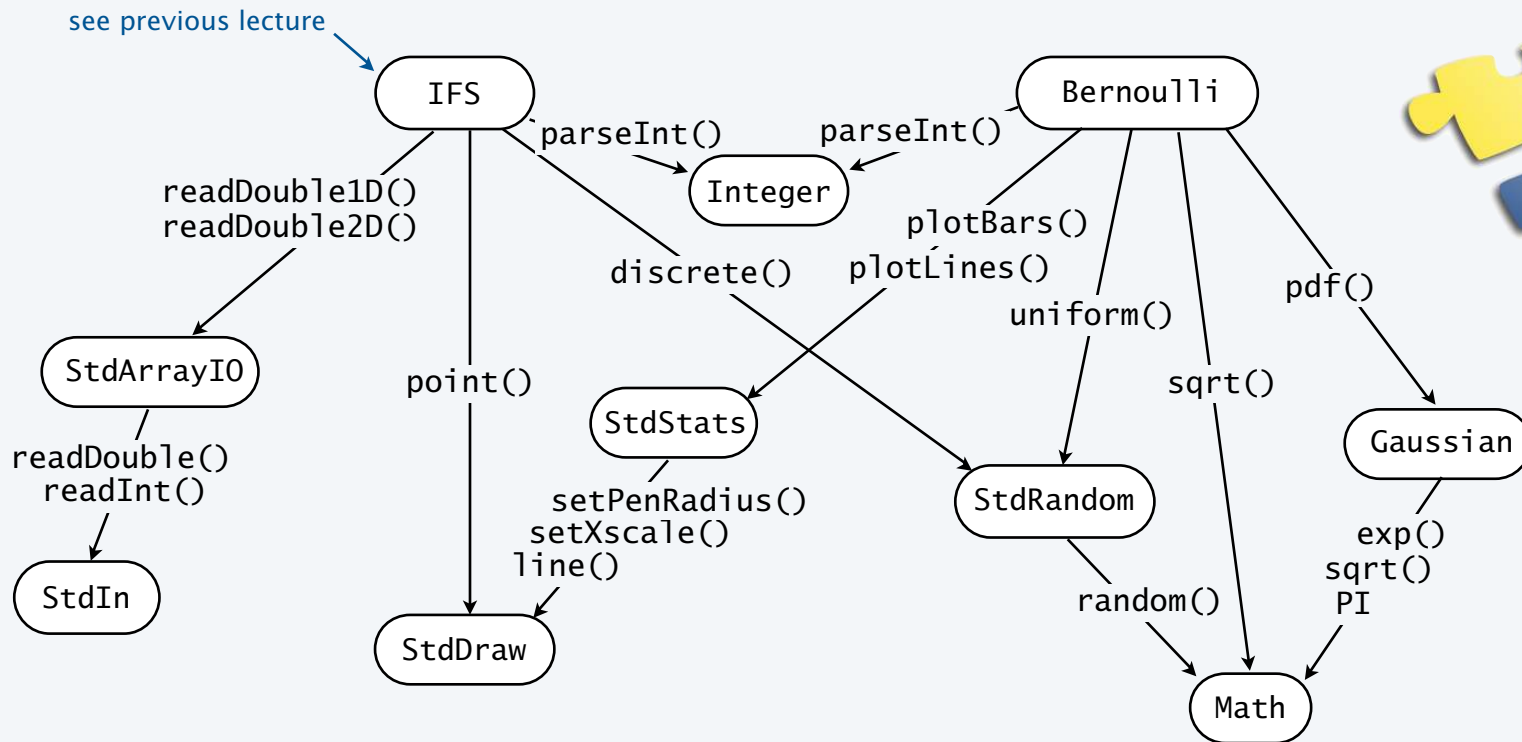 see previous lecture
IFS
Bernoulli
parseInt()
parseInt()
Integer
readDouble1D()
readDouble2D()
plotBars()
plotLines()
discrete()
pdf()
uniform()
StdArrayIO
point()
sqrt()
StdStats
Gaussian
readDouble()
readInt()
setPenRadius()
setXscale()
line()
StdRandom
exp()
sqrt()
PI
StdIn
random()
StdDraw
Math